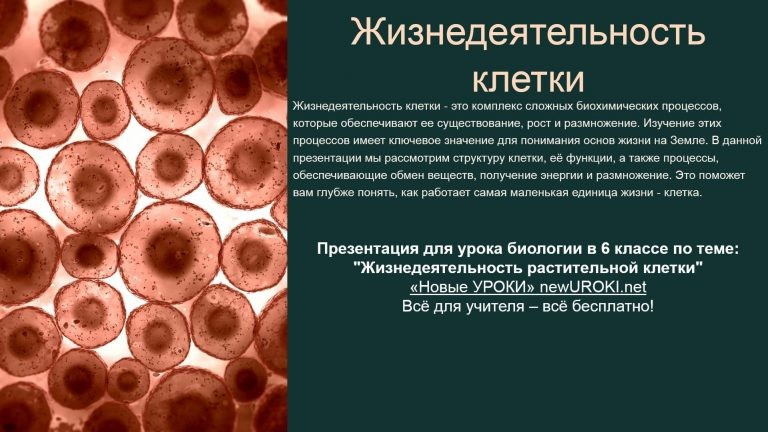 Жизнедеятельность
клетки
Жизнедеятельность клетки - это комплекс сложных биохимических процессов,
которые обеспечивают ее существование, рост и размножение. Изучение этих
процессов имеет ключевое значение для понимания основ жизни на Земле. В данной
презентации мы рассмотрим структуру клетки, её функции, а также процессы,
обеспечивающие обмен веществ, получение энергии и размножение. Это поможет
вам глубже понять, как работает самая маленькая единица жизни - клетка.
Презентация для урока биологии в 6 классе по теме:
"Жизнедеятельность растительной клетки"
«Новые УРОКИ» newUROKI.net
Всё для учителя – всё бесплатно!